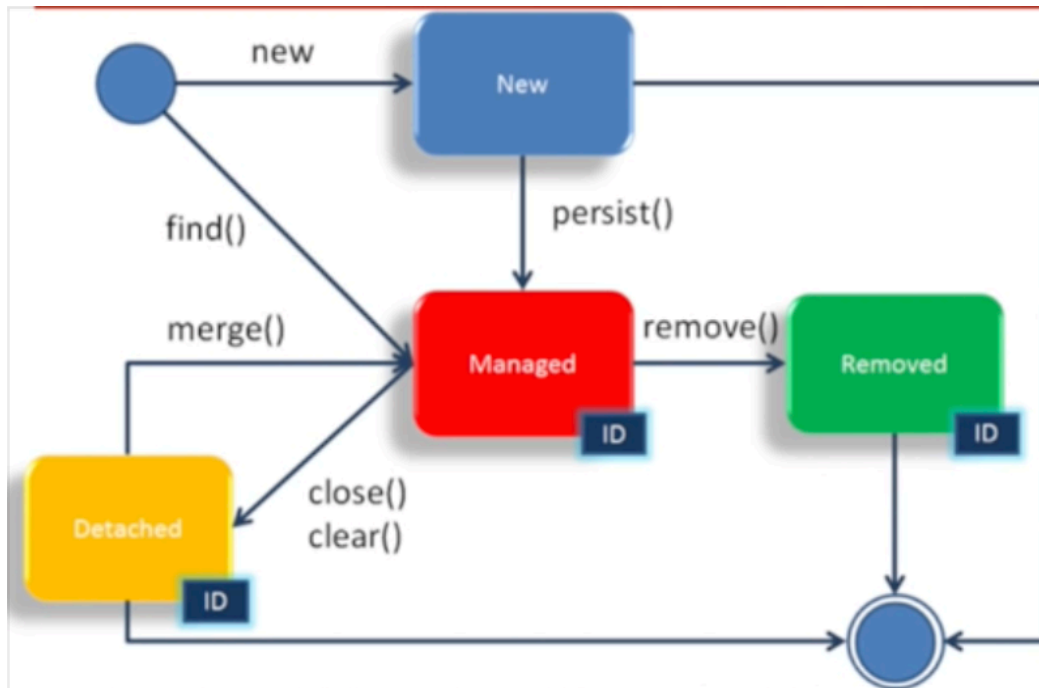 new
New
find()
persist()
merge()
Managed
remove()
Removed
ID
ID
close()
clear()
Detached
ID